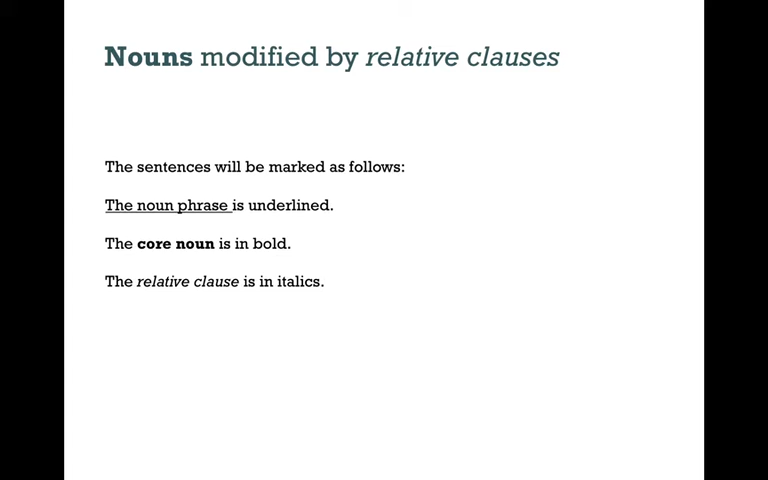 Nouns modified by relative clauses
The sentences will be marked as follows:
The noun phrase is underlined.
The core noun is in bold.
The relative clause is in italics.